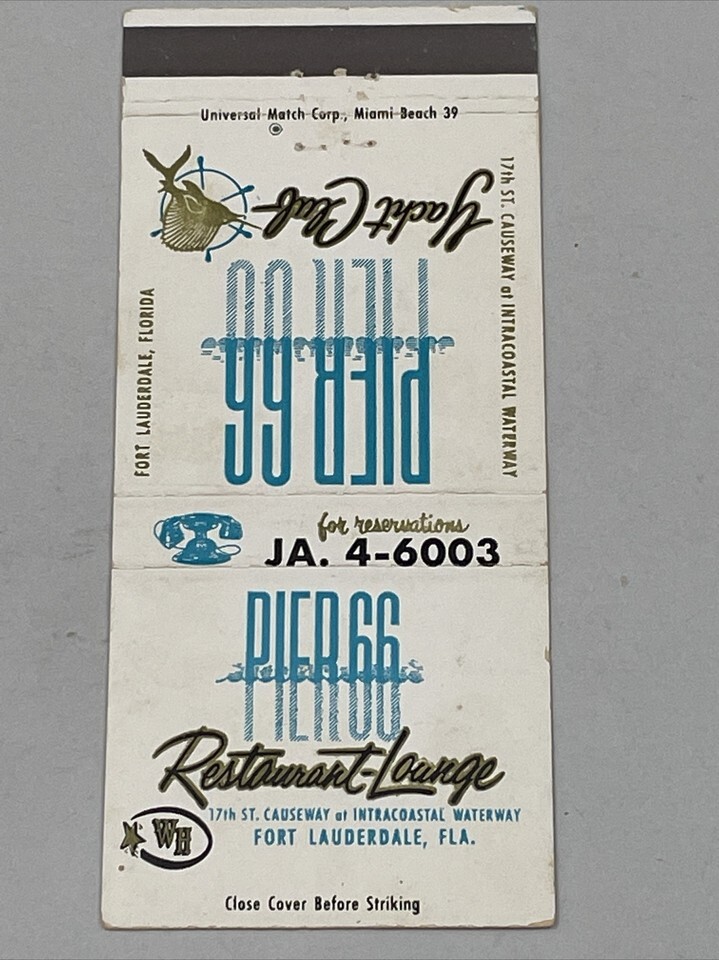 Universal Match Corp., Miami Beach 39
Yacht Club
PIER 66
17th ST. CAUSEWAY at INTRACOASTAL WATERWAY
FORT LAUDERDALE, FLORIDA
for reservations
JA. 4-6003
PIER 66
Restaurant-Lounge
17th ST. CAUSEWAY at INTRACOASTAL WATERWAY
FORT LAUDERDALE, FLA.
WH
Close Cover Before Striking